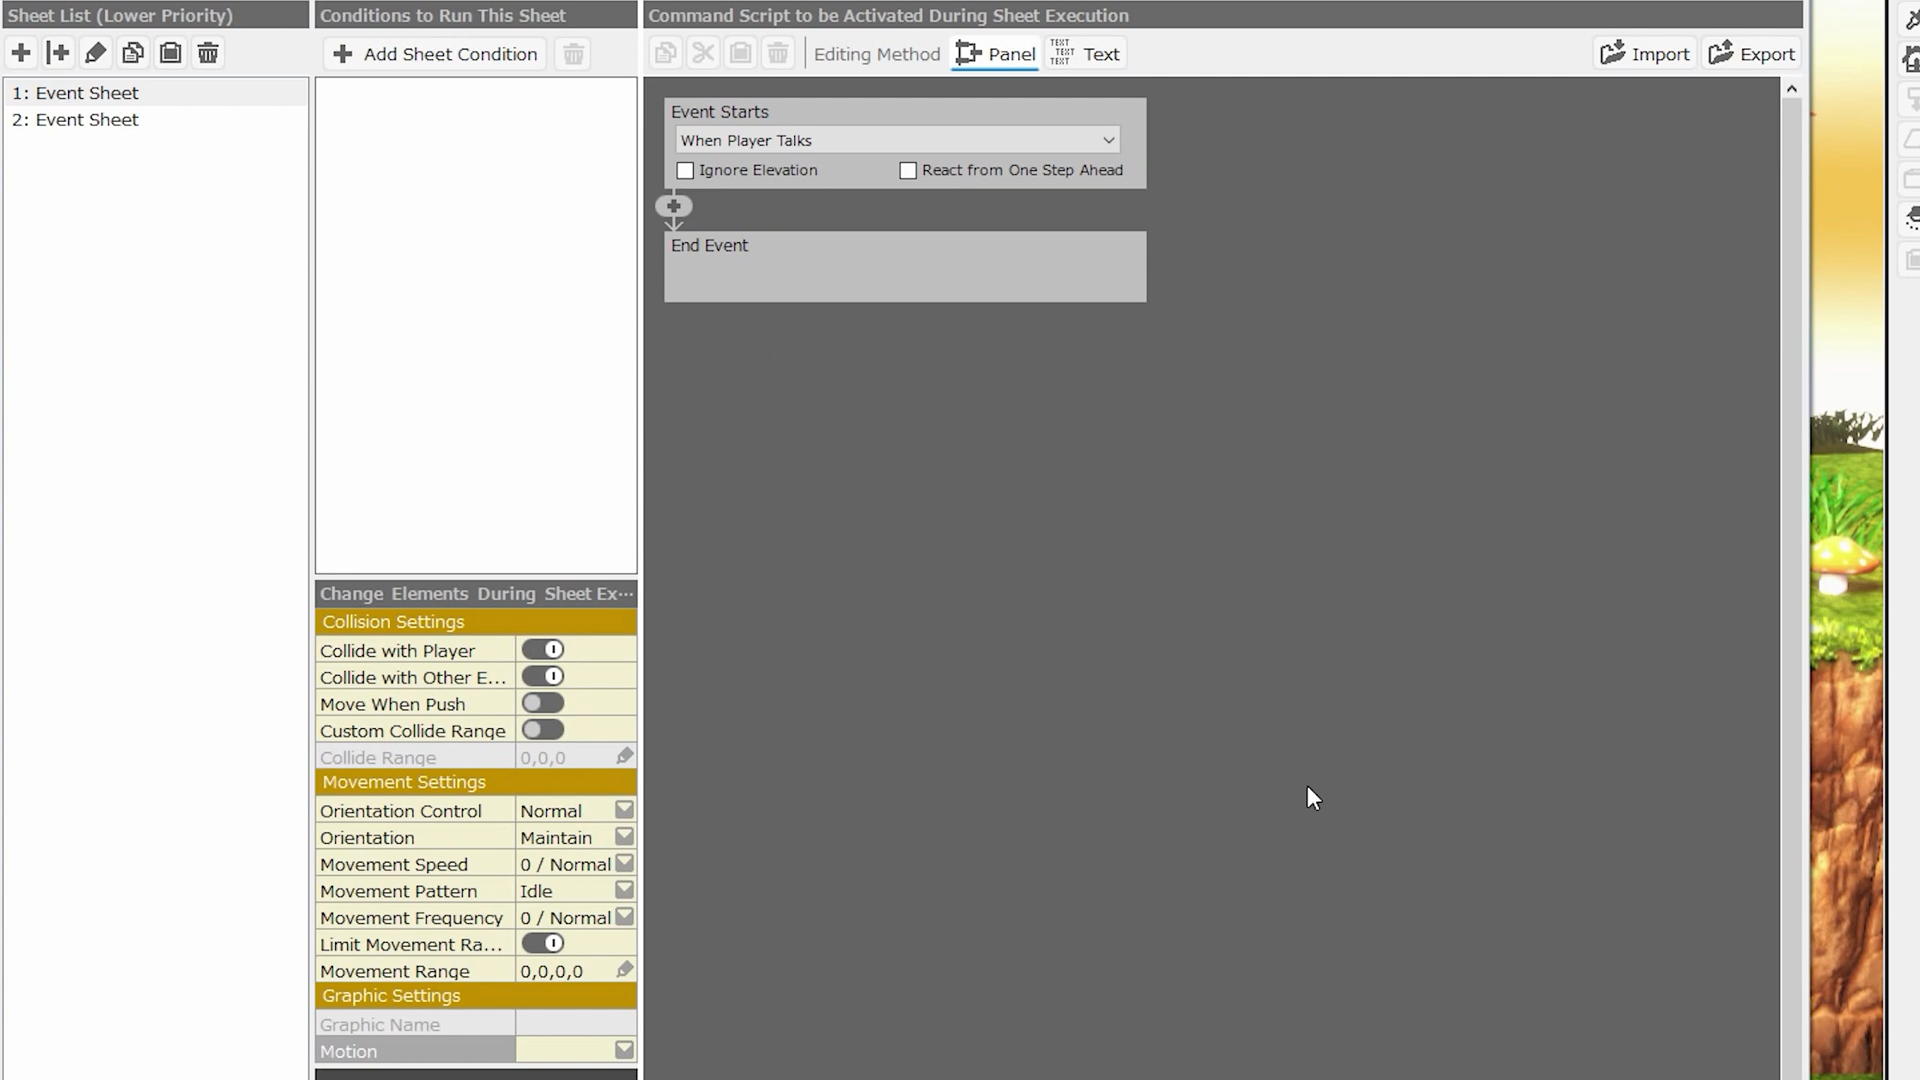 Sheet List (Lower Priority)
1: Event Sheet
2: Event Sheet
Conditions to Run This Sheet
Add Sheet Condition
Change Elements During Sheet Ex...
Collision Settings
Collide with Player
Collide with Other E...
Move When Push
Custom Collide Range
Collide Range 0,0,0
Movement Settings
Orientation Control Normal
Orientation Maintain
Movement Speed 0 / Normal
Movement Pattern Idle
Movement Frequency 0 / Normal
Limit Movement Ra...
Movement Range 0,0,0,0
Graphic Settings
Graphic Name
Motion
Command Script to be Activated During Sheet Execution
Editing Method Panel TEXT TEXT TEXT Text Import Export
Event Starts
When Player Talks
Ignore Elevation React from One Step Ahead
End Event